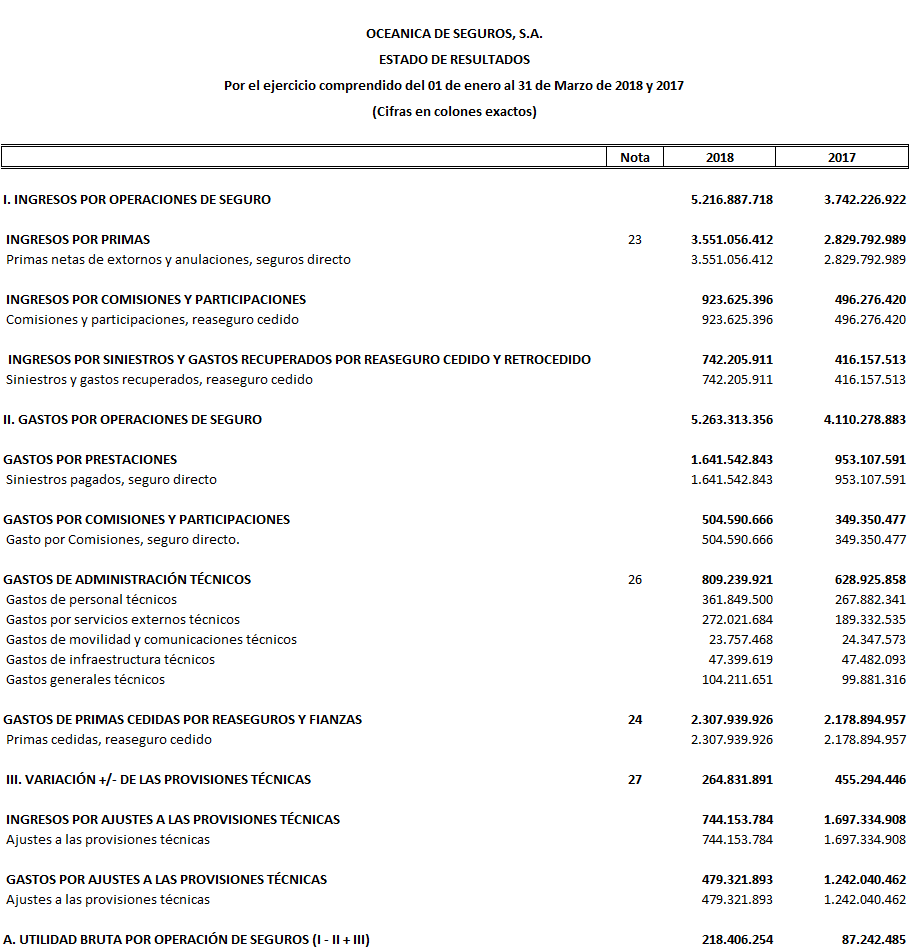 OCEANICA DE SEGUROS, S.A.
ESTADO DE RESULTADOS
Por el ejercicio comprendido del 01 de enero al 31 de Marzo de 2018 y 2017
(Cifras en colones exactos)
Nota 2018 2017
I. INGRESOS POR OPERACIONES DE SEGURO 5.216.887.718 3.742.226.922
INGRESOS POR PRIMAS 23 3.551.056.412 2.829.792.989
Primas netas de extornos y anulaciones, seguros directo 3.551.056.412 2.829.792.989
INGRESOS POR COMISIONES Y PARTICIPACIONES 923.625.396 496.276.420
Comisiones y participaciones, reaseguro cedido 923.625.396 496.276.420
INGRESOS POR SINIESTROS Y GASTOS RECUPERADOS POR REASEGURO CEDIDO Y RETROCEDIDO 742.205.911 416.157.513
Siniestros y gastos recuperados, reaseguro cedido 742.205.911 416.157.513
II. GASTOS POR OPERACIONES DE SEGURO 5.263.313.356 4.110.278.883
GASTOS POR PRESTACIONES 1.641.542.843 953.107.591
Siniestros pagados, seguro directo 1.641.542.843 953.107.591
GASTOS POR COMISIONES Y PARTICIPACIONES 504.590.666 349.350.477
Gasto por Comisiones, seguro directo. 504.590.666 349.350.477
GASTOS DE ADMINISTRACIÓN TÉCNICOS 26 809.239.921 628.925.858
Gastos de personal técnicos 361.849.500 267.882.341
Gastos por servicios externos técnicos 272.021.684 189.332.535
Gastos de movilidad y comunicaciones técnicos 23.757.468 24.347.573
Gastos de infraestructura técnicos 47.399.619 47.482.093
Gastos generales técnicos 104.211.651 99.881.316
GASTOS DE PRIMAS CEDIDAS POR REASEGUROS Y FIANZAS 24 2.307.939.926 2.178.894.957
Primas cedidas, reaseguro cedido 2.307.939.926 2.178.894.957
III. VARIACIÓN +/- DE LAS PROVISIONES TÉCNICAS 27 264.831.891 455.294.446
INGRESOS POR AJUSTES A LAS PROVISIONES TÉCNICAS 744.153.784 1.697.334.908
Ajustes a las provisiones técnicas 744.153.784 1.697.334.908
GASTOS POR AJUSTES A LAS PROVISIONES TÉCNICAS 479.321.893 1.242.040.462
Ajustes a las provisiones técnicas 479.321.893 1.242.040.462
A. UTILIDAD BRUTA POR OPERACIÓN DE SEGUROS (I - II + III) 218.406.254 87.242.485